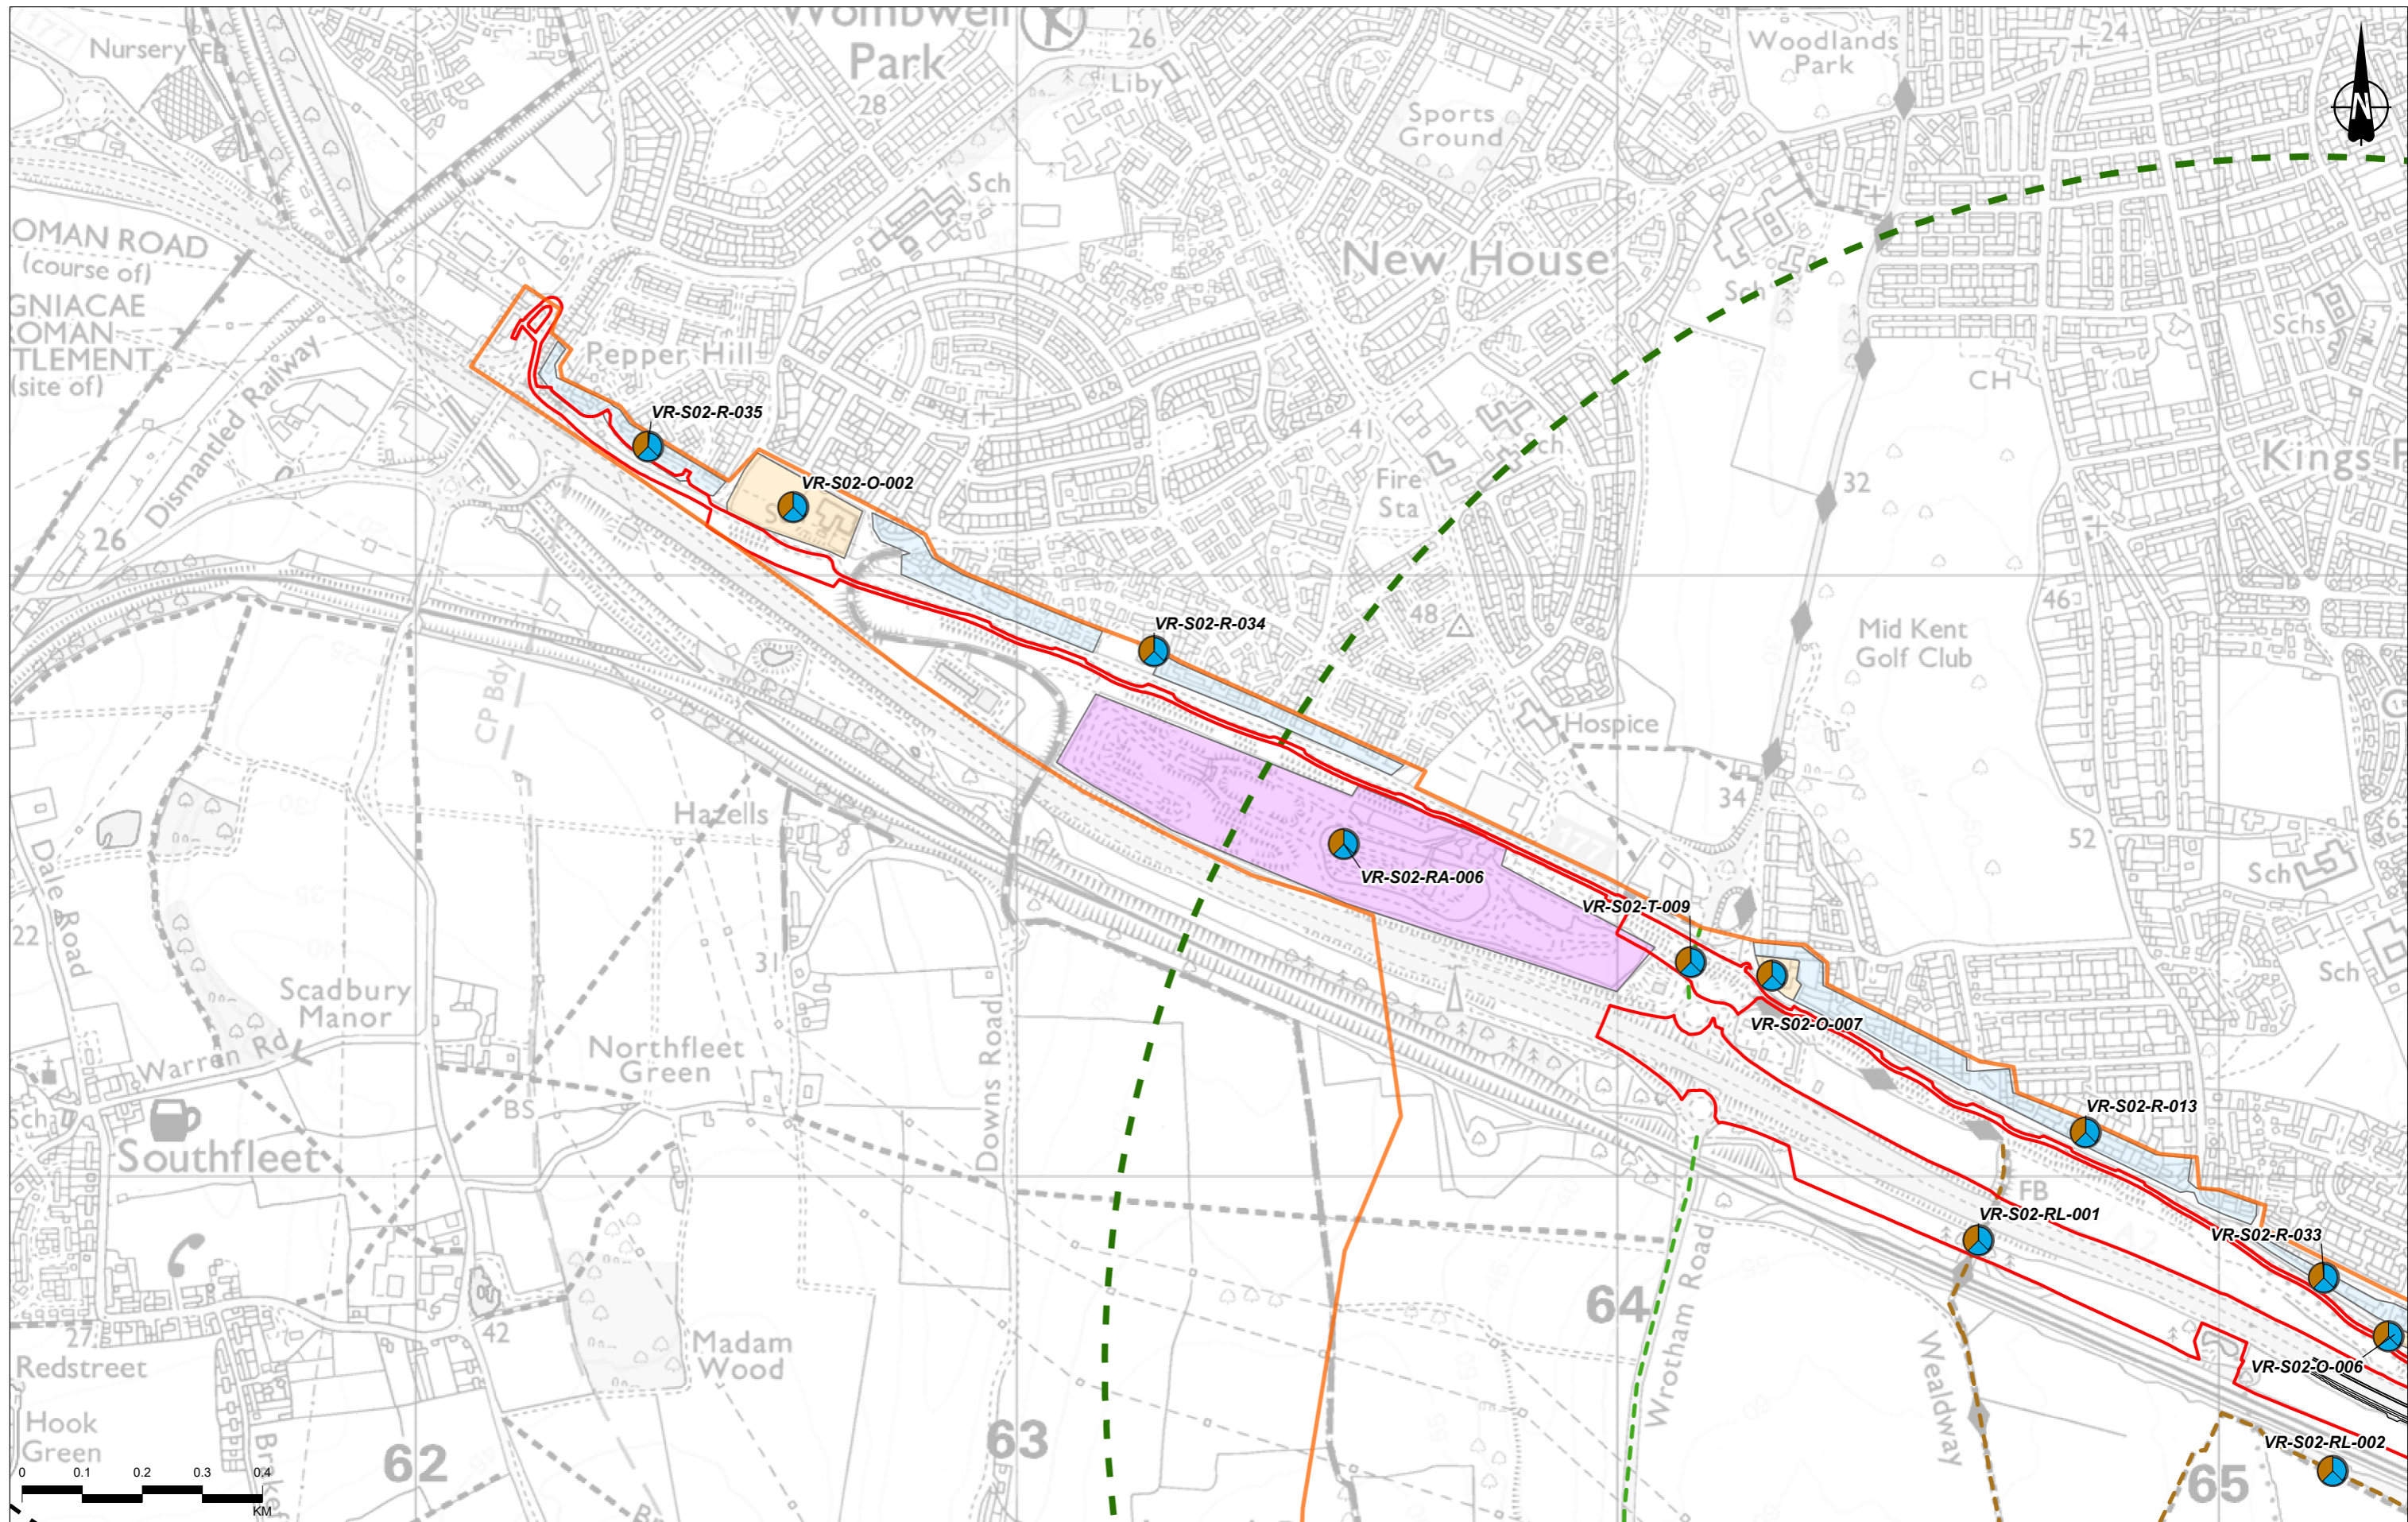 Wombwell
Park
Nursery FB
177
28
26
Liby
Sch
Sports
Ground
Woodlands
Park
24
N
OMAN ROAD
(course of)
GNIACAE
OMAN
TLEMENT
(site of)
Dismantled Railway
26
Pepper Hill
VR-S02-R-035
VR-S02-O-002
New House
Sch
Schs
CH
Kings F
32
41
Fire
Sta
Sch
48
VR-S02-R-034
46
Mid Kent
Golf Club
CP Bdy
Hospice
34
52
Sch
Sch
Hazells
177
VR-S02-RA-006
VR-S02-T-009
VR-S02-O-007
VR-S02-R-013
Dale Road
22
31
Scadbury
Manor
Warren Rd
Northfleet
Green
BS
Downs Road
Sch
Southfleet
FB
A 2
VR-S02-RL-001
VR-S02-R-033
VR-S02-O-006
VR-S02-RL-002
64
Wrotham Road
Wealdway
65
27
Redstreet
42
Madam
Wood
Hook
Green
62
63
0 0.1 0.2 0.3 0.4
KM